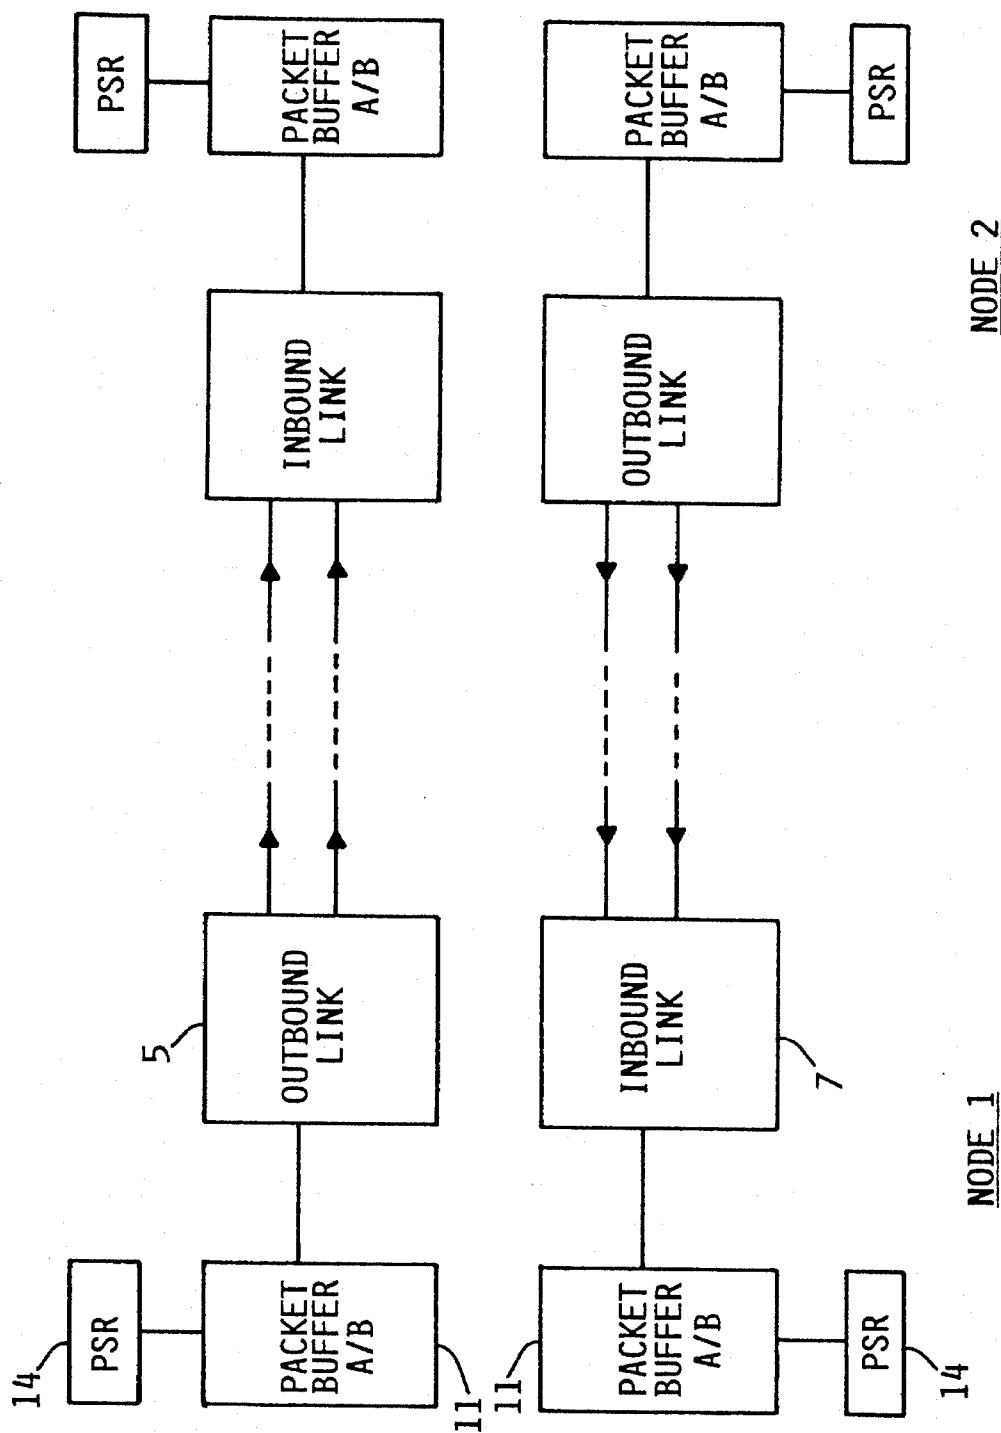 14
PSR
5
PSR
PACKET
BUFFER
A/B
OUTBOUND
LINK
INBOUND
LINK
PACKET
BUFFER
A/B
11
11
PACKET
BUFFER
A/B
INBOUND
LINK
OUTBOUND
LINK
PACKET
BUFFER
A/B
7
PSR
14
PSR
NODE 1
NODE 2